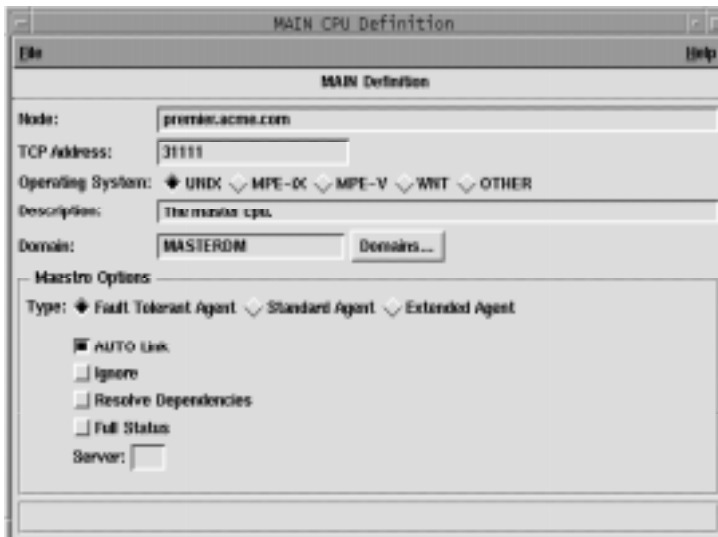 MAIN CPU Definition
File Help
MAIN Definition
Node: premier.acme.com
TCP Address: 31111
Operating System: UNIX MPE-iX MPE-V WNT OTHER
Description: The master cpu.
Domain: MASTERDM Domains...
Maestro Options
Type: Fault Tolerant Agent Standard Agent Extended Agent
AUTO Link
Ignore
Resolve Dependencies
Full Status
Server: